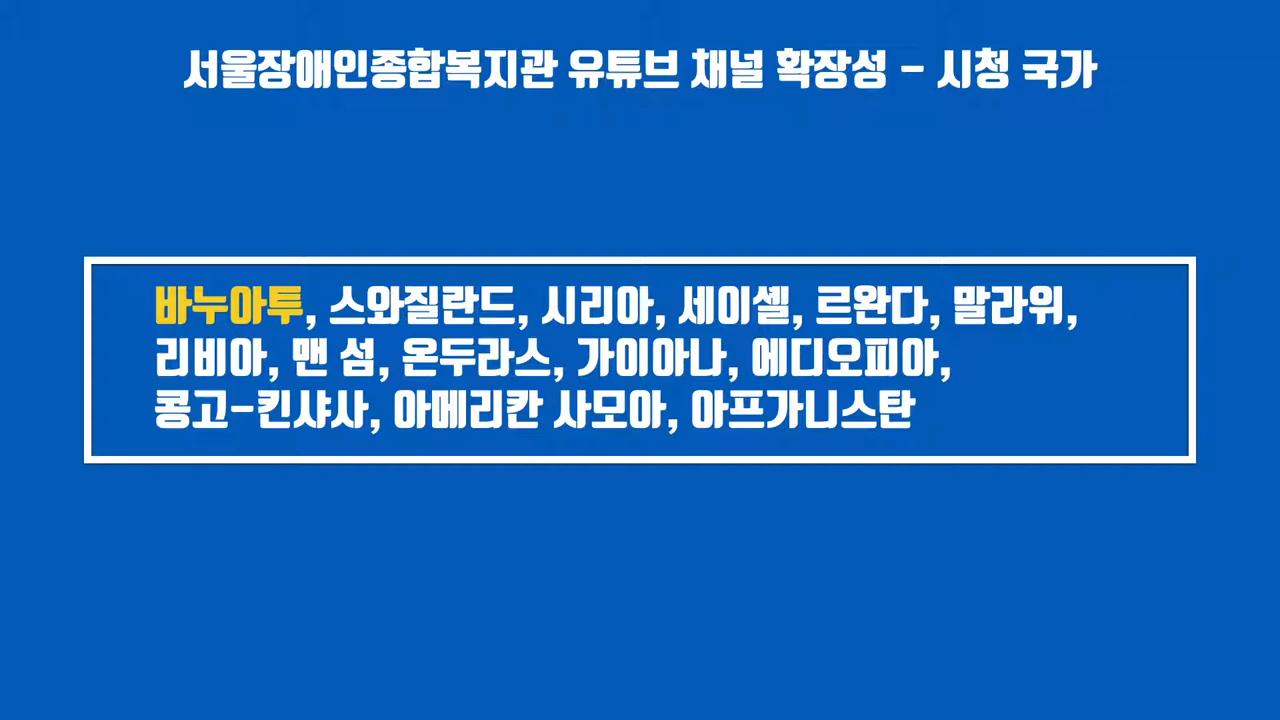 서울장애인종합복지관 유튜브 채널 확장성 - 시청 국가
바누아투, 스와질란드, 시리아, 세이셸, 르완다, 말라위,
리비아, 맨 섬, 온두라스, 가이아나, 에디오피아,
콩고-킨샤사, 아메리칸 사모아, 아프가니스탄